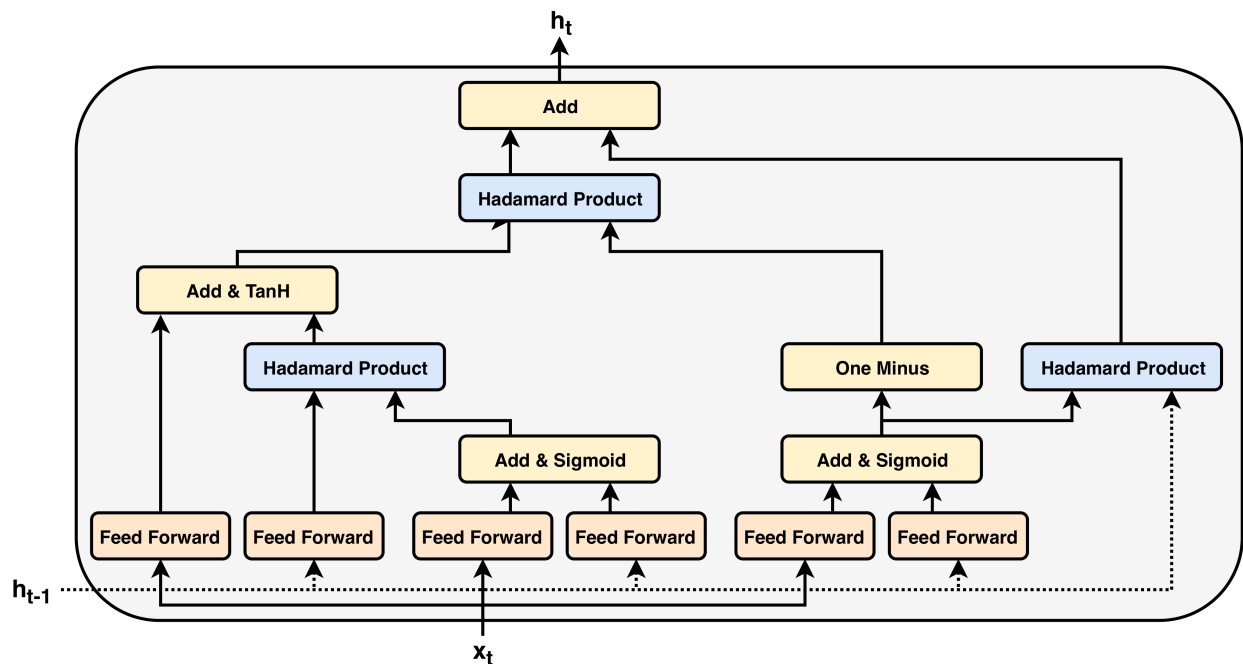 h_t
Add
Hadamard Product
Add & TanH
Hadamard Product
One Minus
Hadamard Product
Add & Sigmoid
Add & Sigmoid
Feed Forward
Feed Forward
Feed Forward
Feed Forward
Feed Forward
Feed Forward
h_t-1
x_t